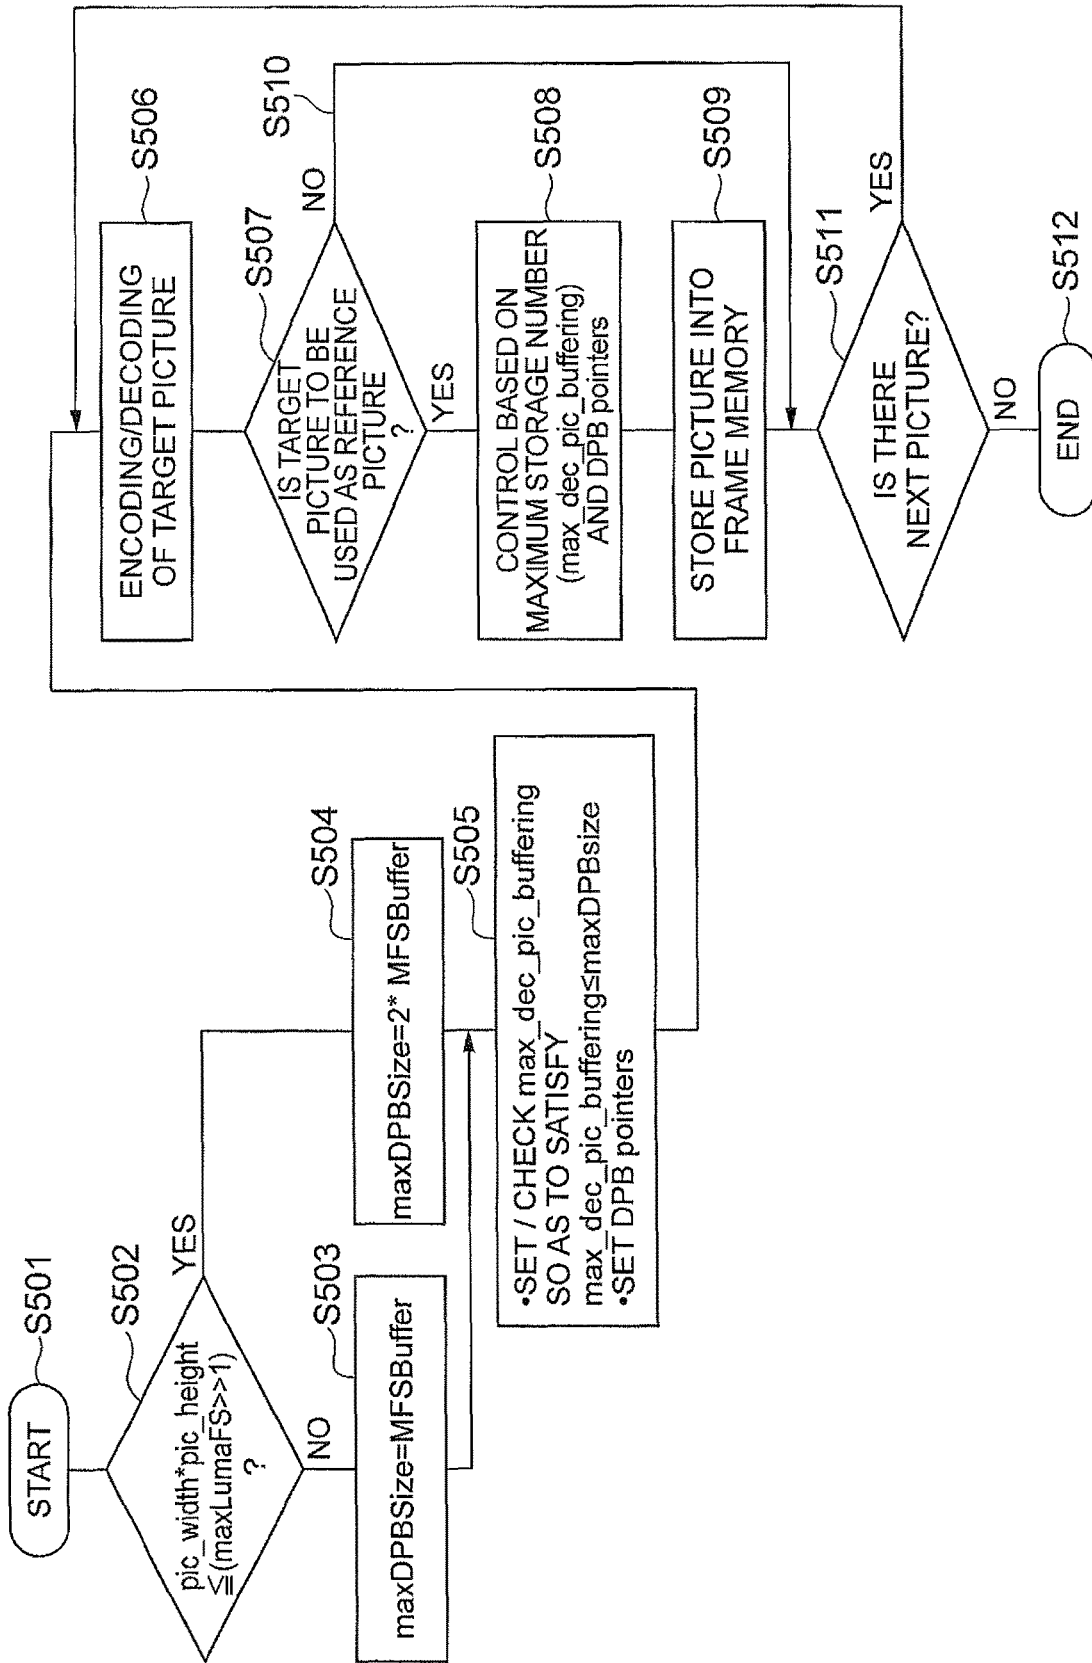 START
S501
pic_width*pic_height
≦(maxLumaFS>>1)
?
S502
YES
NO
maxDPBSize=MFSBuffer
S503
maxDPBSize=2* MFSBuffer
S504
•SET / CHECK max_dec_pic_buffering
SO AS TO SATISFY
max_dec_pic_buffering≤maxDPBsize
•SET DPB pointers
S505
ENCODING/DECODING
OF TARGET PICTURE
S506
IS TARGET
PICTURE TO BE
USED AS REFERENCE
PICTURE
?
S507
NO
S510
YES
CONTROL BASED ON
MAXIMUM STORAGE NUMBER
(max_dec_pic_buffering)
AND DPB pointers
S508
STORE PICTURE INTO
FRAME MEMORY
S509
IS THERE
NEXT PICTURE?
S511
YES
NO
END
S512